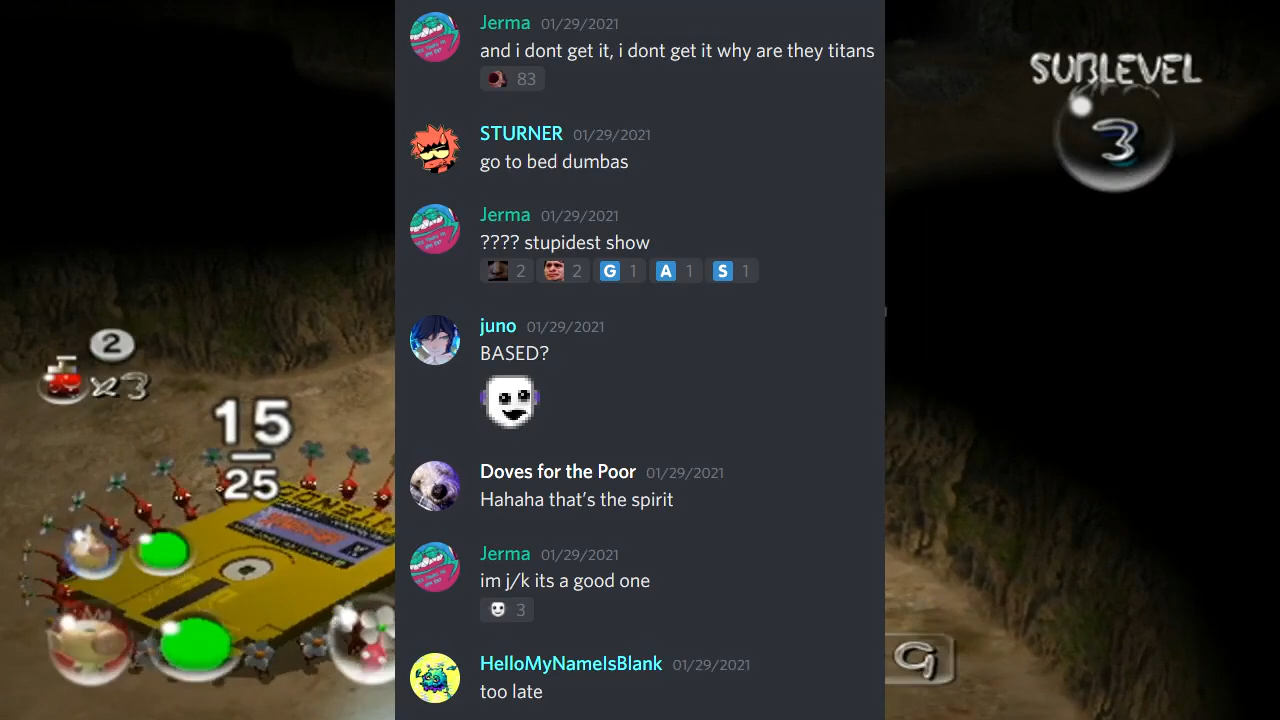 Jerma 01/29/2021
and i dont get it, i dont get it why are they titans
83
STURNER 01/29/2021
go to bed dumbas
Jerma 01/29/2021
???? stupidest show
2 2 G 1 A 1 S 1
juno 01/29/2021
BASED?
Doves for the Poor 01/29/2021
Hahaha that's the spirit
Jerma 01/29/2021
im j/k its a good one
3
HelloMyNameIsBlank 01/29/2021
too late
SUBLEVEL
3
2
x3
15
25
9